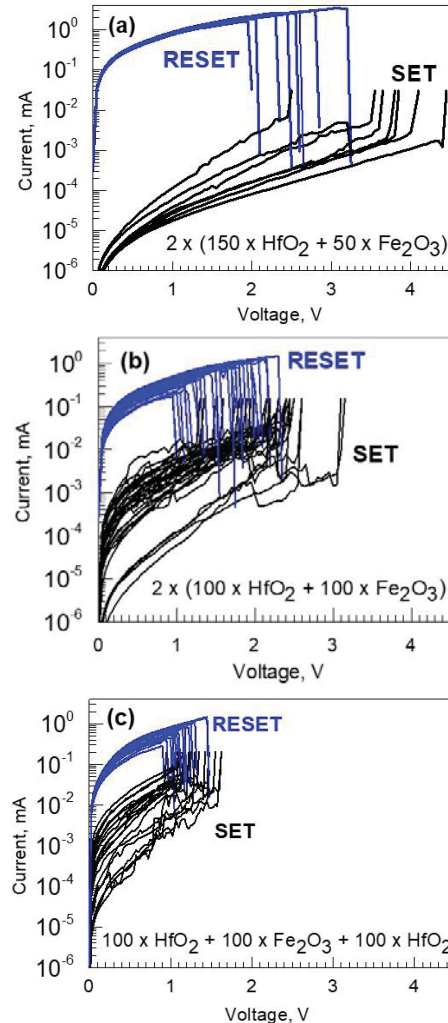 (a)
RESET
SET
Current, mA
10⁰
10⁻¹
10⁻²
10⁻³
10⁻⁴
10⁻⁵
10⁻⁶
2 x (150 x HfO₂ + 50 x Fe₂O₃)
0 1 2 3 4
Voltage, V
(b)
RESET
SET
Current, mA
10⁰
10⁻¹
10⁻²
10⁻³
10⁻⁴
10⁻⁵
10⁻⁶
2 x (100 x HfO₂ + 100 x Fe₂O₃)
0 1 2 3 4
Voltage, V
(c)
RESET
SET
Current, mA
10⁰
10⁻¹
10⁻²
10⁻³
10⁻⁴
10⁻⁵
10⁻⁶
100 x HfO₂ + 100 x Fe₂O₃ + 100 x HfO₂
0 1 2 3 4
Voltage, V